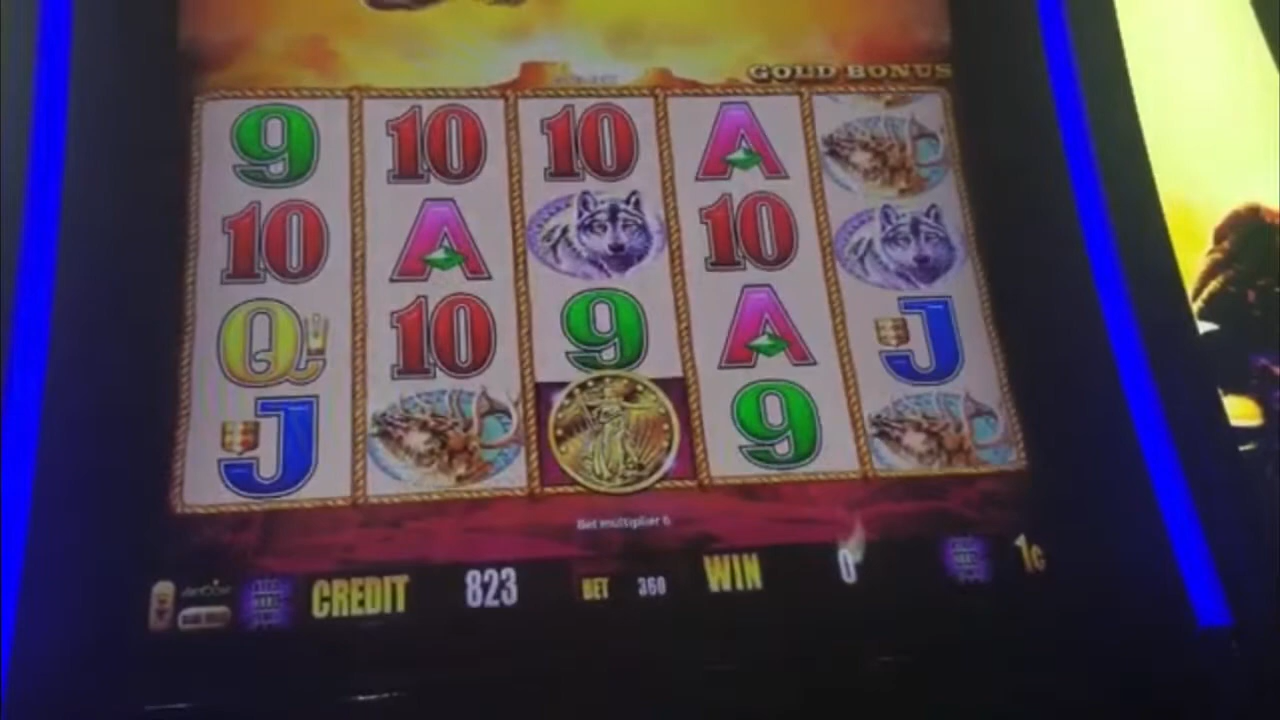 GOLD BONUS
9 10 10 A
10 A 10
Q 10 9 A J
J 9
Bet multiplier 6
CREDIT 823 BET 360 WIN 0 1¢